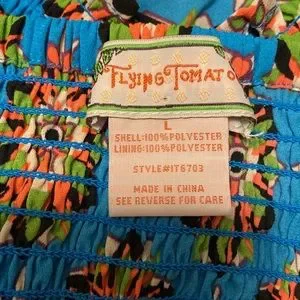 FLYING TOMATO
L
SHELL:100%POLYESTER
LINING:100%POLYESTER
STYLE#IT6703
MADE IN CHINA
SEE REVERSE FOR CARE